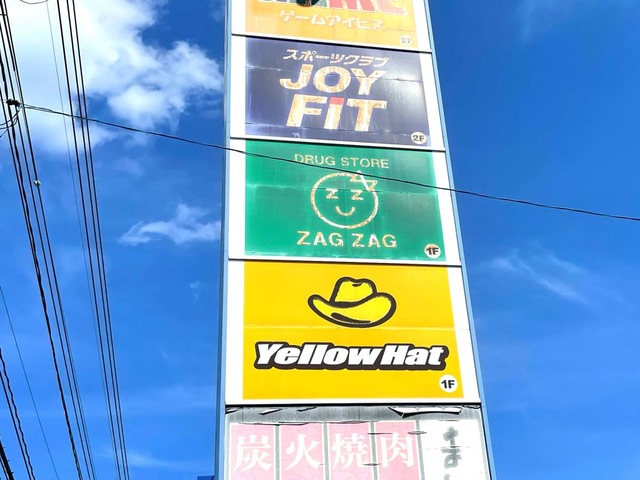 ゲームアイピス
2F
スポーツクラブ
JOY
FiT
2F
DRUG STORE
ZAG ZAG
1F
YellowHat
1F
炭火焼肉